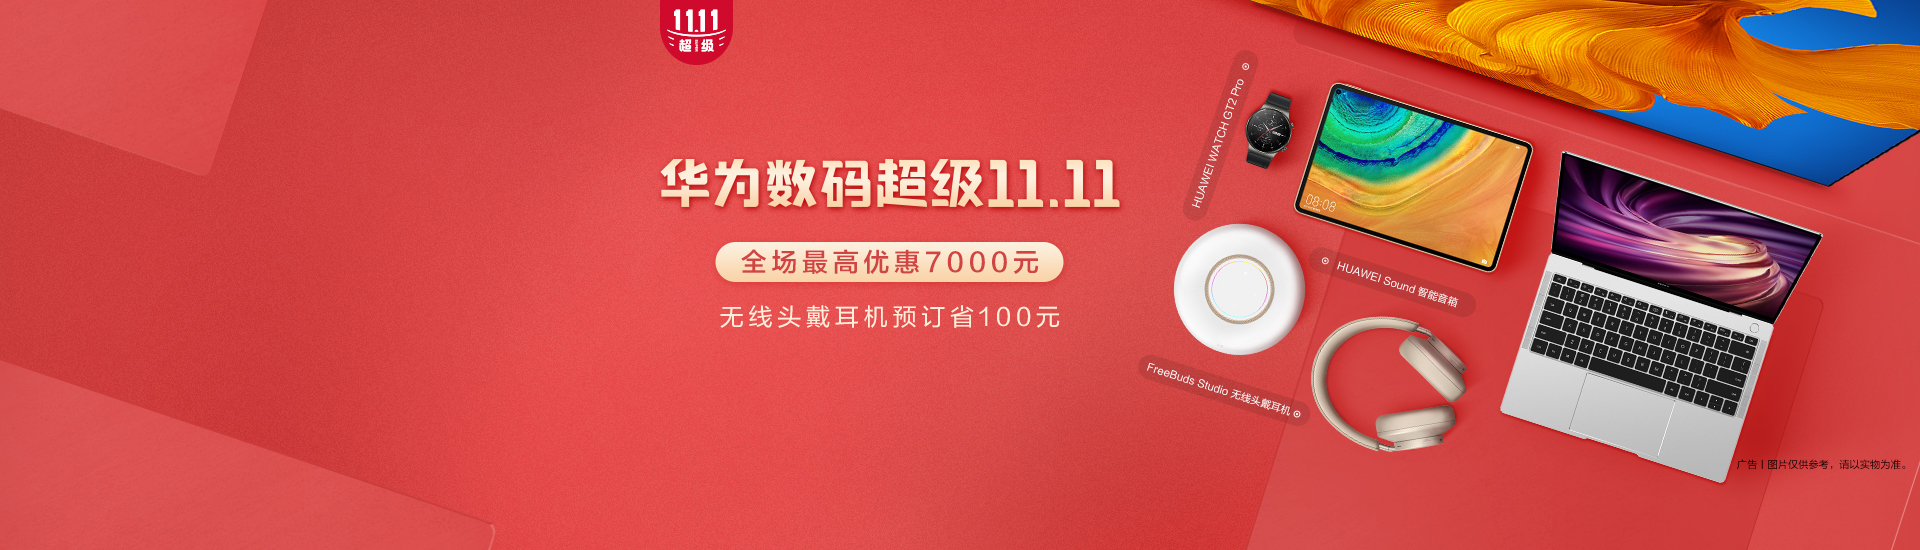 11.11
超级
华为数码超级11.11
全场最高优惠7000元
无线头戴耳机预订省100元
HUAWEI WATCH GT2 Pro
08:08
HUAWEI Sound 智能音箱
FreeBuds Studio 无线头戴耳机
广告丨图片仅供参考，请以实物为准。